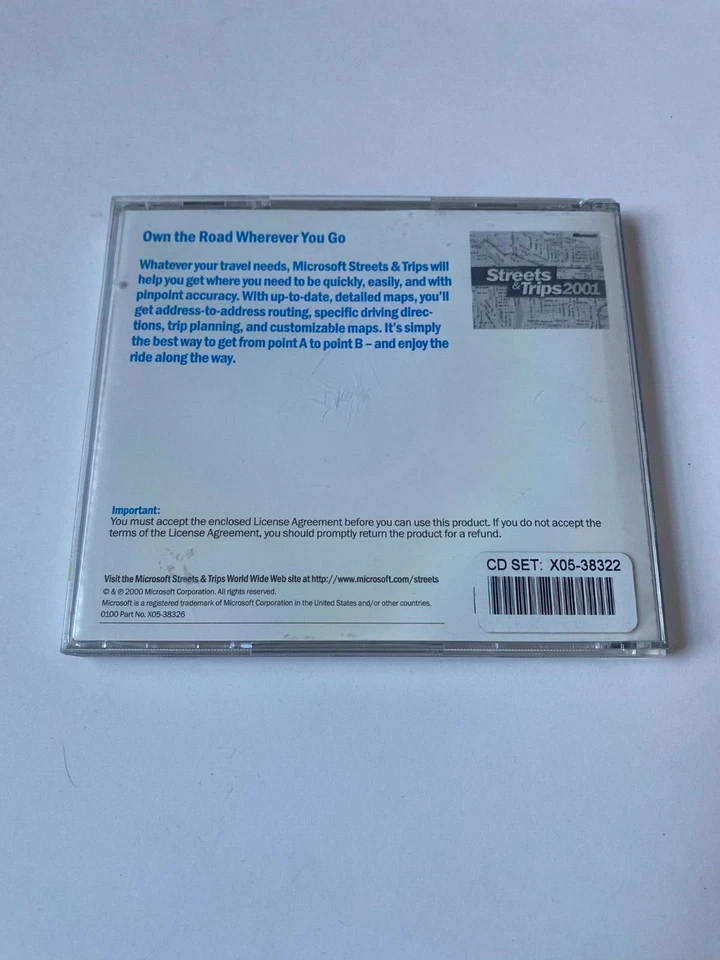 Own the Road Wherever You Go
Microsoft
Streets
& Trips 2001
Whatever your travel needs, Microsoft Streets & Trips will
help you get where you need to be quickly, easily, and with
pinpoint accuracy. With up-to-date, detailed maps, you'll
get address-to-address routing, specific driving direc-
tions, trip planning, and customizable maps. It's simply
the best way to get from point A to point B – and enjoy the
ride along the way.
Important:
You must accept the enclosed License Agreement before you can use this product. If you do not accept the
terms of the License Agreement, you should promptly return the product for a refund.
CD SET: X05-38322
Visit the Microsoft Streets & Trips World Wide Web site at http://www.microsoft.com/streets
© & ℗ 2000 Microsoft Corporation. All rights reserved.
Microsoft is a registered trademark of Microsoft Corporation in the United States and/or other countries.
0100 Part No. X05-38326